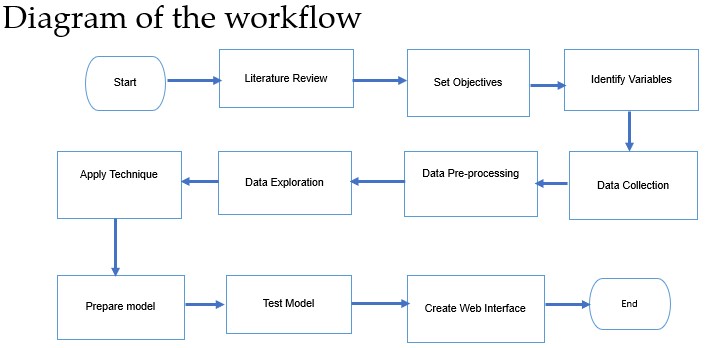 Diagram of the workflow
Start
Literature Review
Set Objectives
Identify Variables
Data Collection
Data Pre-processing
Data Exploration
Apply Technique
Prepare model
Test Model
Create Web Interface
End